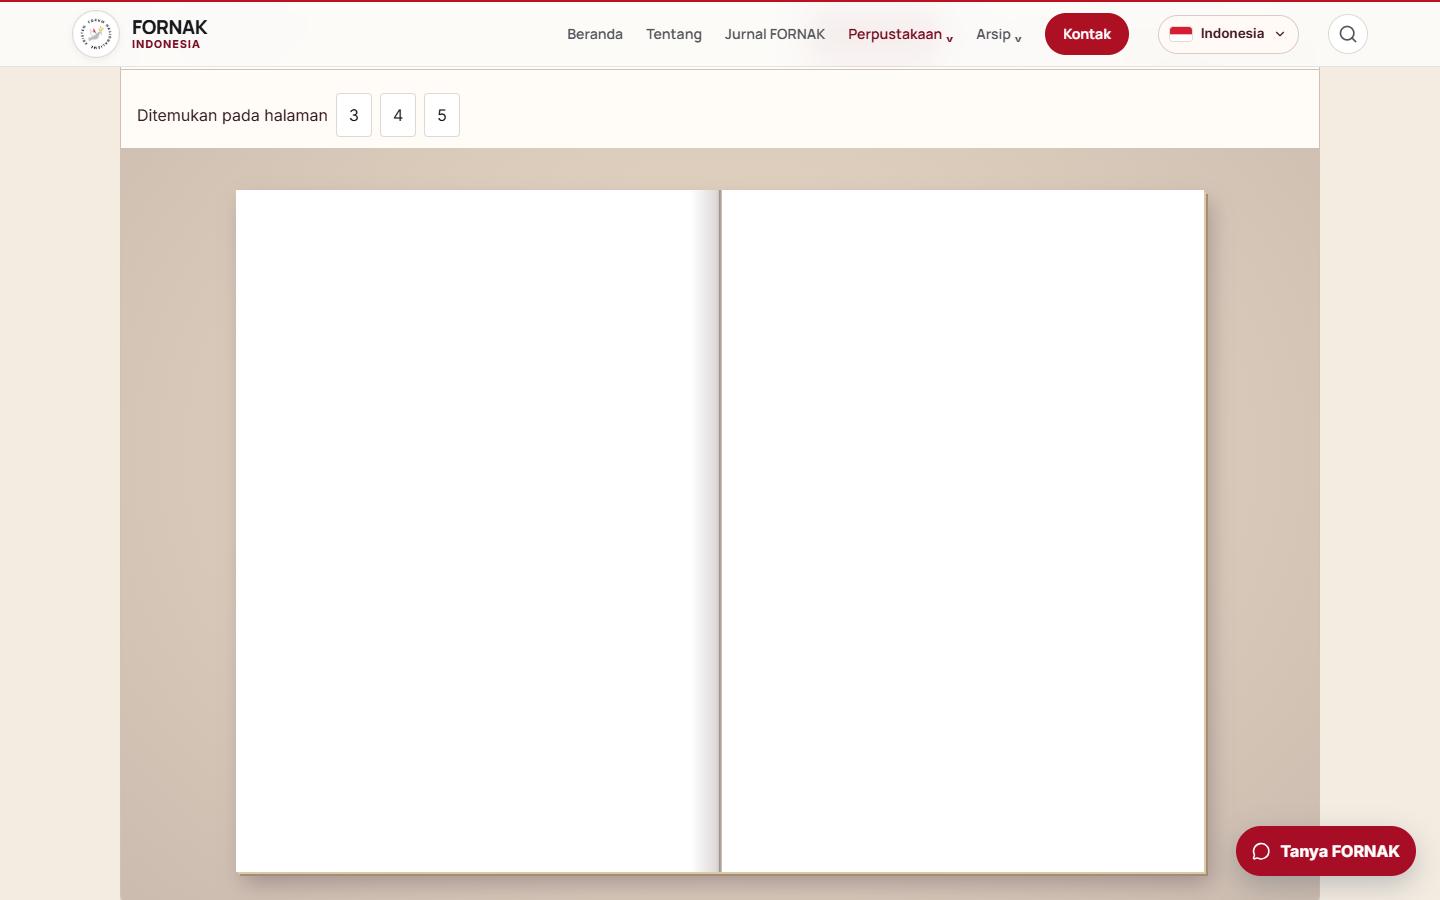 FORNAK
INDONESIA
Beranda
Tentang
Jurnal FORNAK
Perpustakaan v
Arsip v
Kontak
Indonesia
Ditemukan pada halaman 3 4 5
Tanya FORNAK